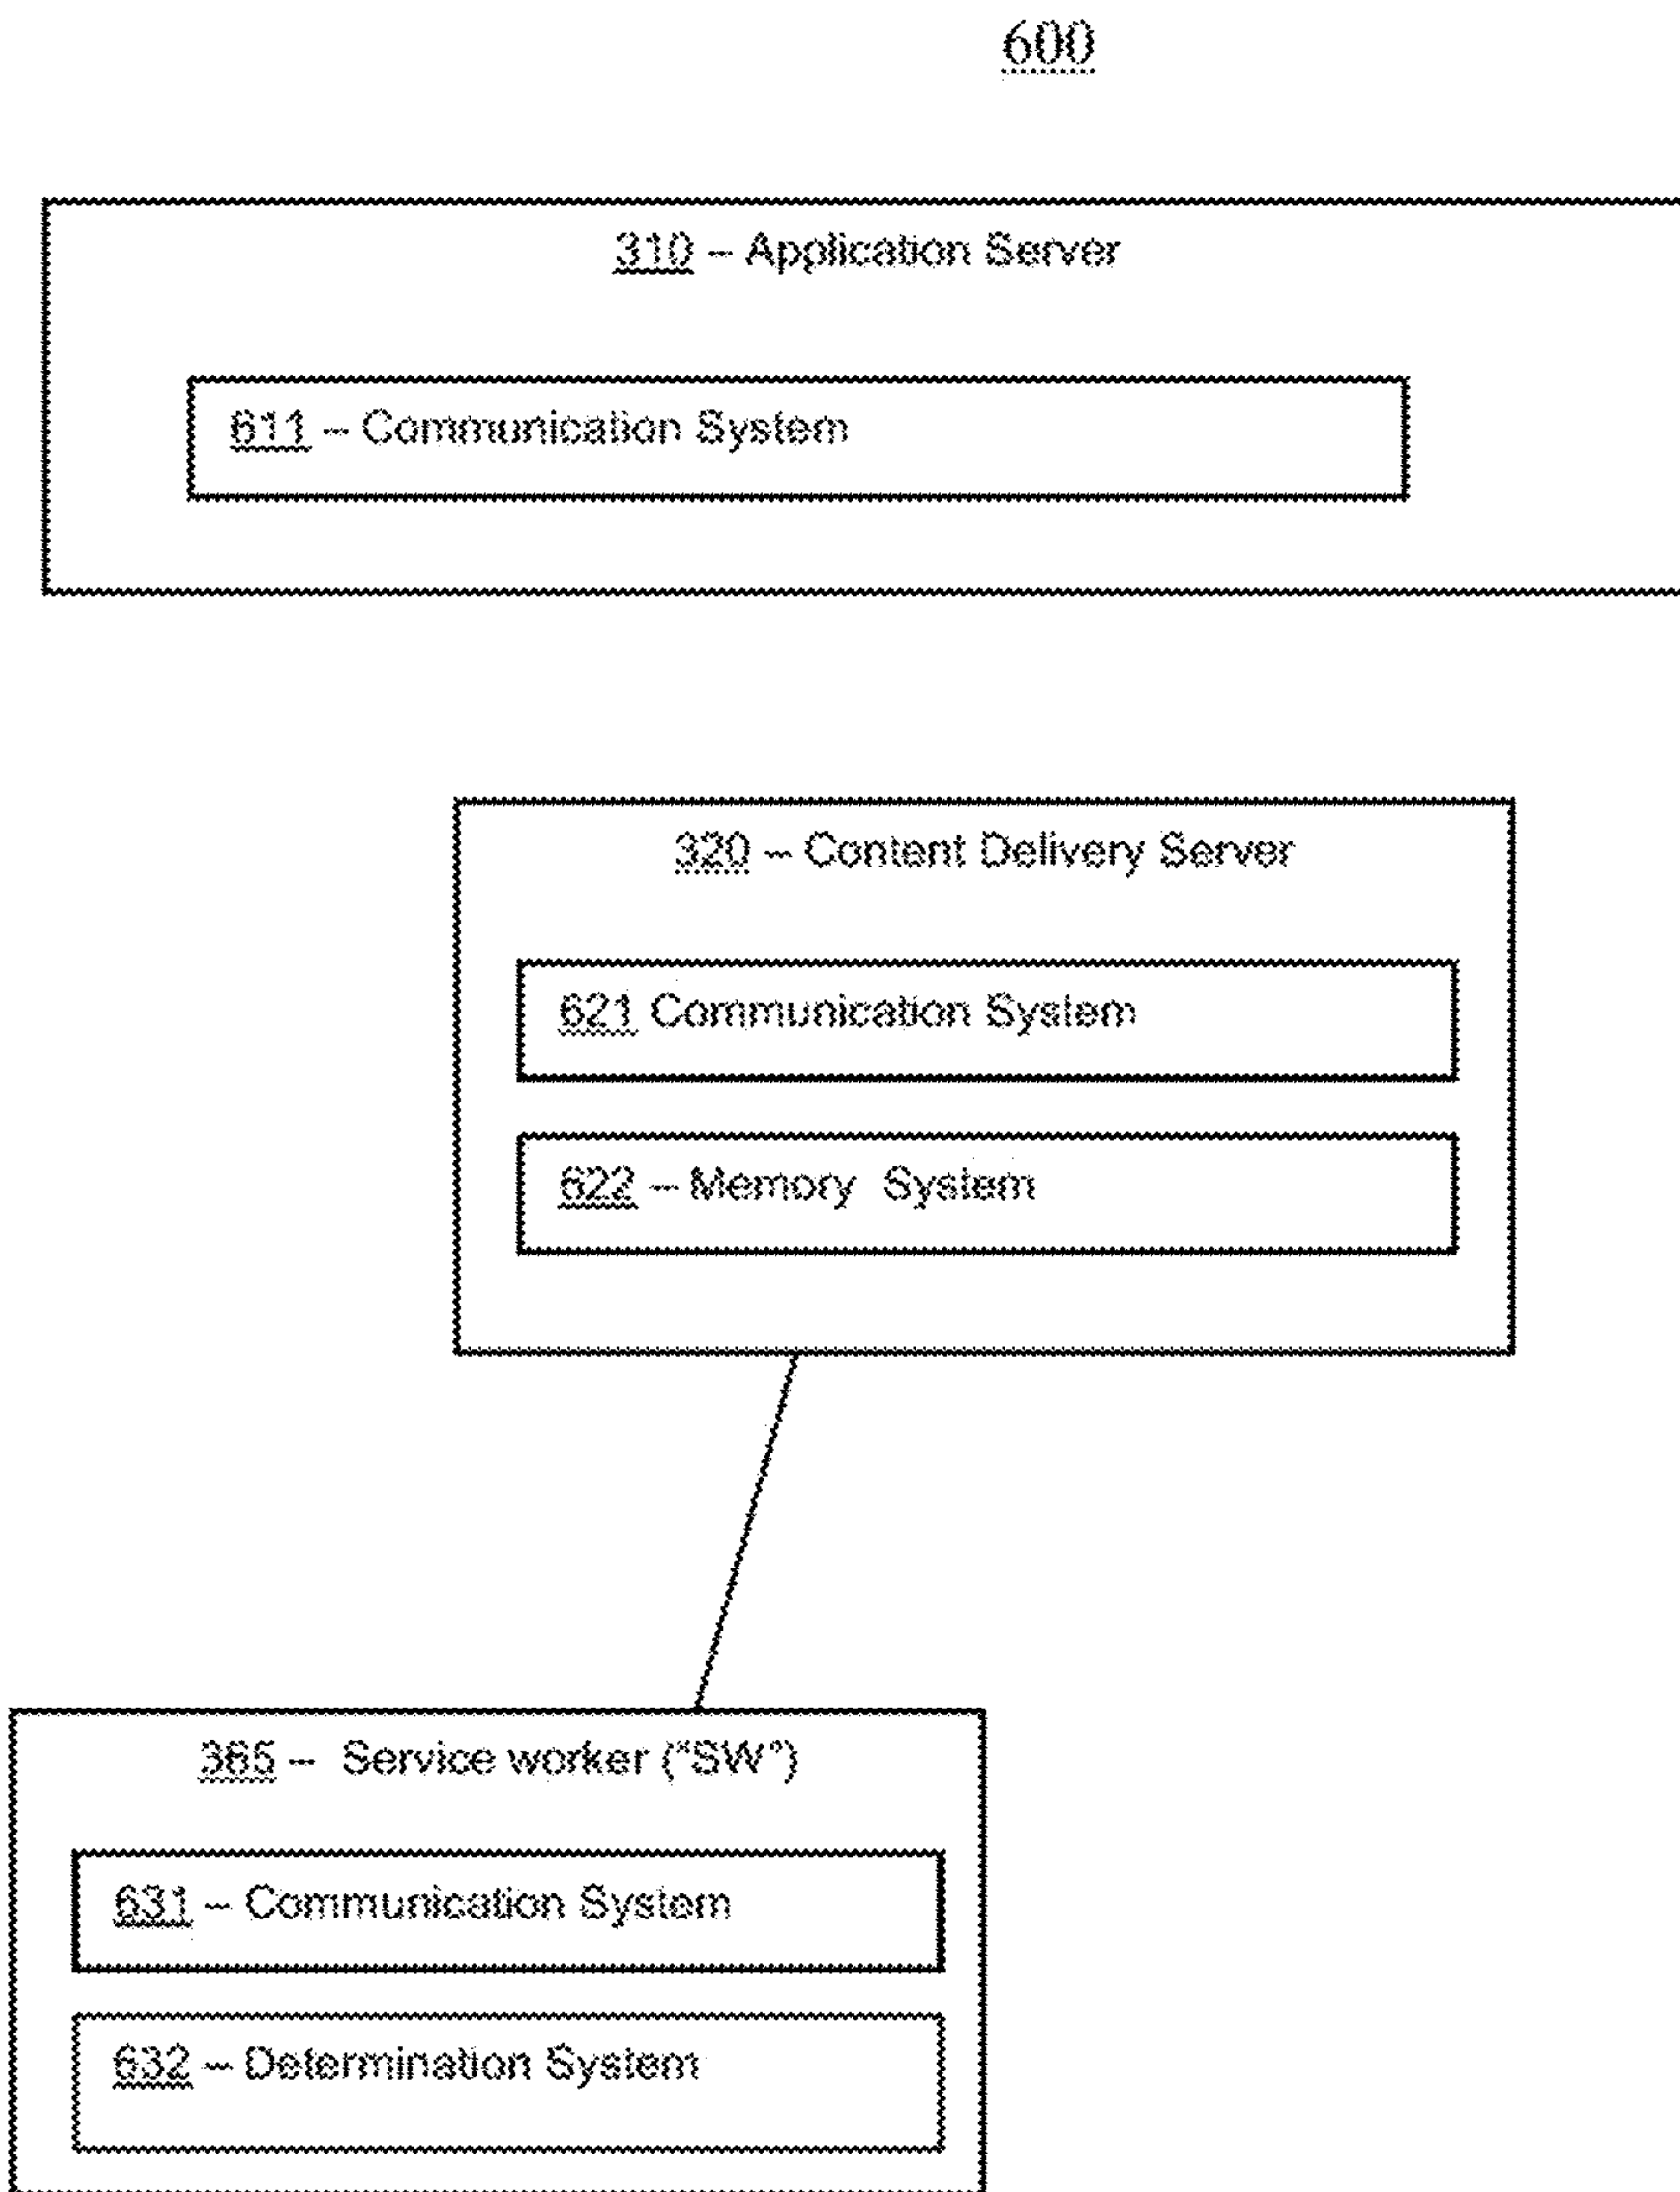 600
310 – Application Server
611 – Communication System
320 – Content Delivery Server
621 Communication System
622 – Memory System
365 – Service worker ("SW")
631 – Communication System
632 – Determination System